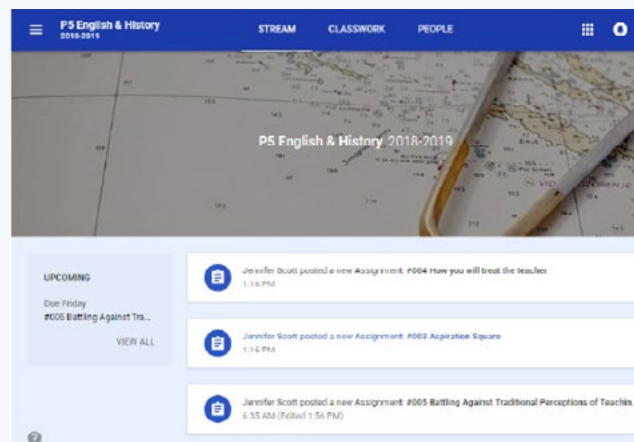 P5 English & History
2018-2019
STREAM
CLASSWORK
PEOPLE
P5 English & History 2018-2019
UPCOMING
Due Friday
#005 Battling Against Tra...
VIEW ALL
Jennifer Scott posted a new Assignment: #004 How you will treat the teacher
1:16 PM
Jennifer Scott posted a new Assignment: #003 Aspiration Square
1:16 PM
Jennifer Scott posted a new Assignment: #005 Battling Against Traditional Perceptions of Teachin...
6:35 AM (Edited 1:56 PM)
?